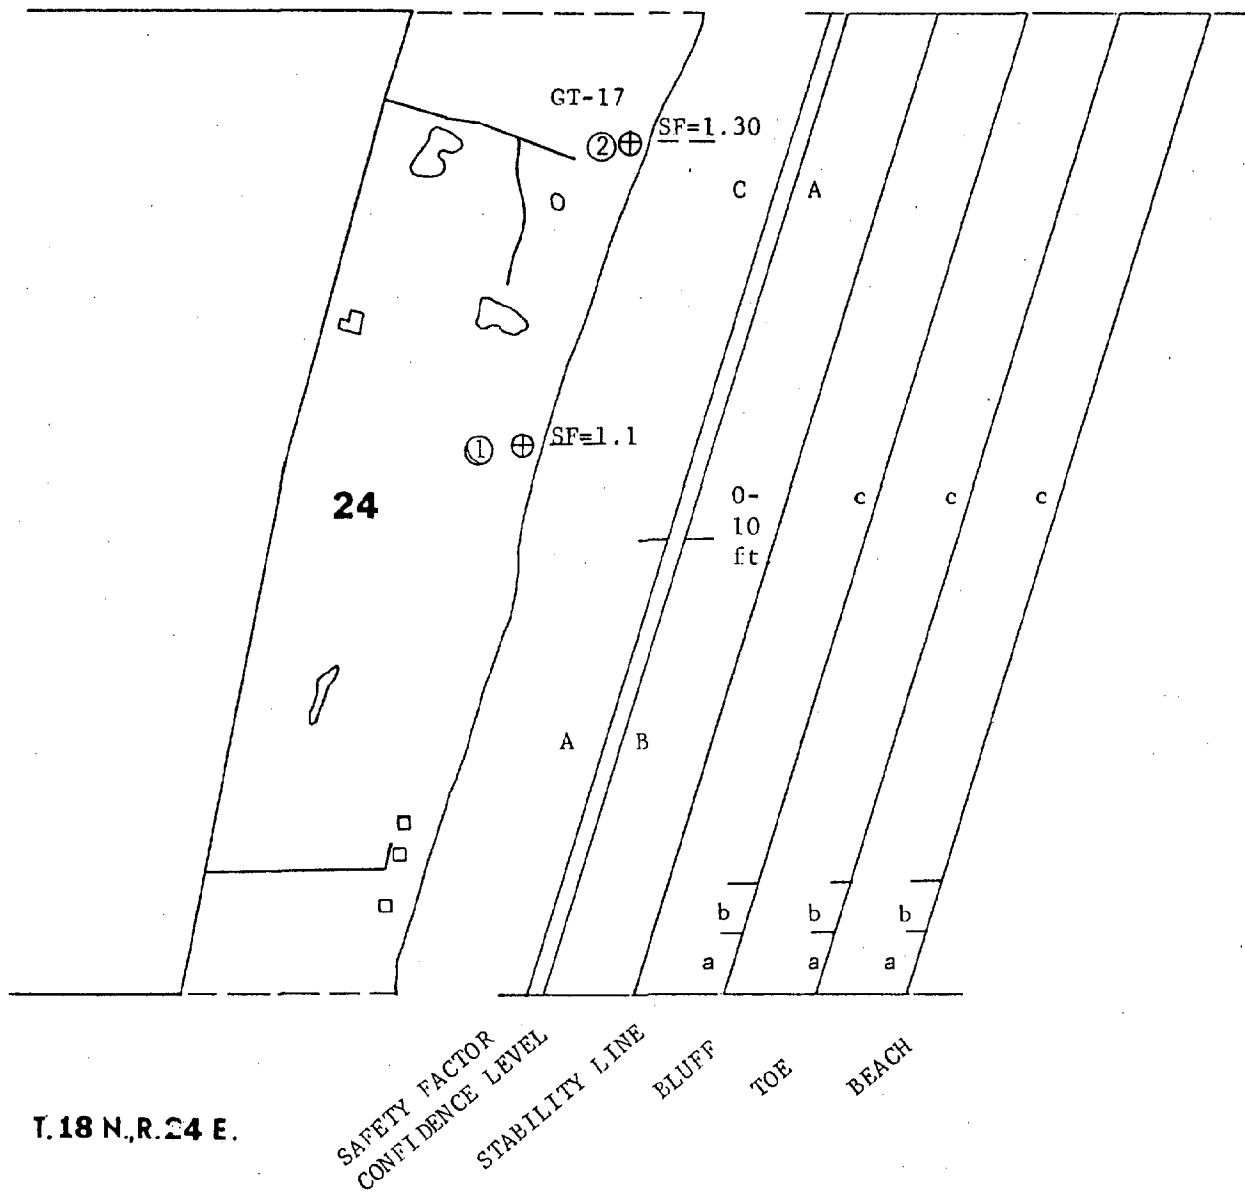 GT-17
② SF=1.30
C A
① SF=1.1
24
0-
10
ft.
c c c
A B
b b b
a a a
SAFETY FACTOR
CONFIDENCE LEVEL
STABILITY LINE
BLUFF
TOE
BEACH
T.18 N.,R.24 E.